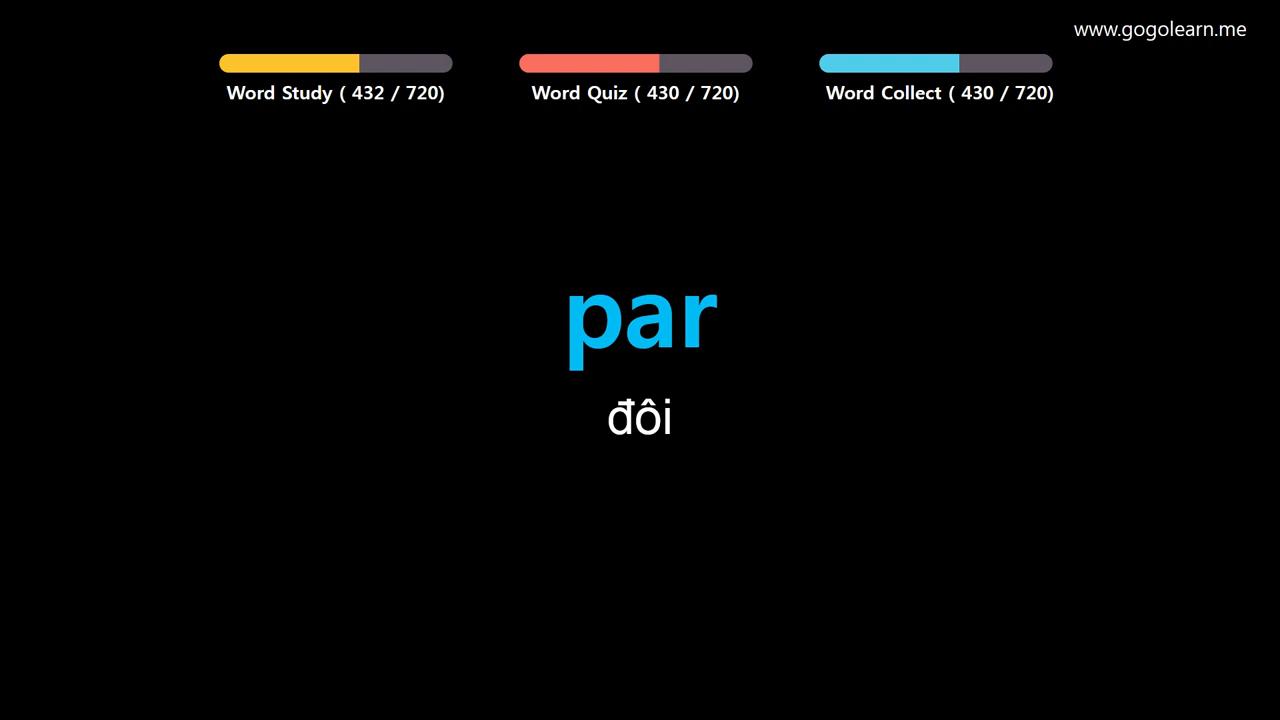 www.gogolearn.me
Word Study ( 432 / 720)
Word Quiz ( 430 / 720)
Word Collect ( 430 / 720)
par
đôi